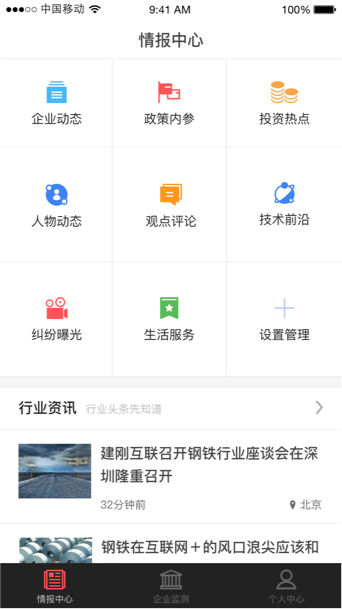 中国移动 9:41 AM 100%
情报中心
企业动态 政策内参 投资热点
人物动态 观点评论 技术前沿
纠纷曝光 生活服务 设置管理
行业资讯 行业头条先知道
建刚互联召开钢铁行业座谈会在深
圳隆重召开
32分钟前 北京
钢铁在互联网＋的风口浪尖应该和
情报中心 企业监测 个人中心